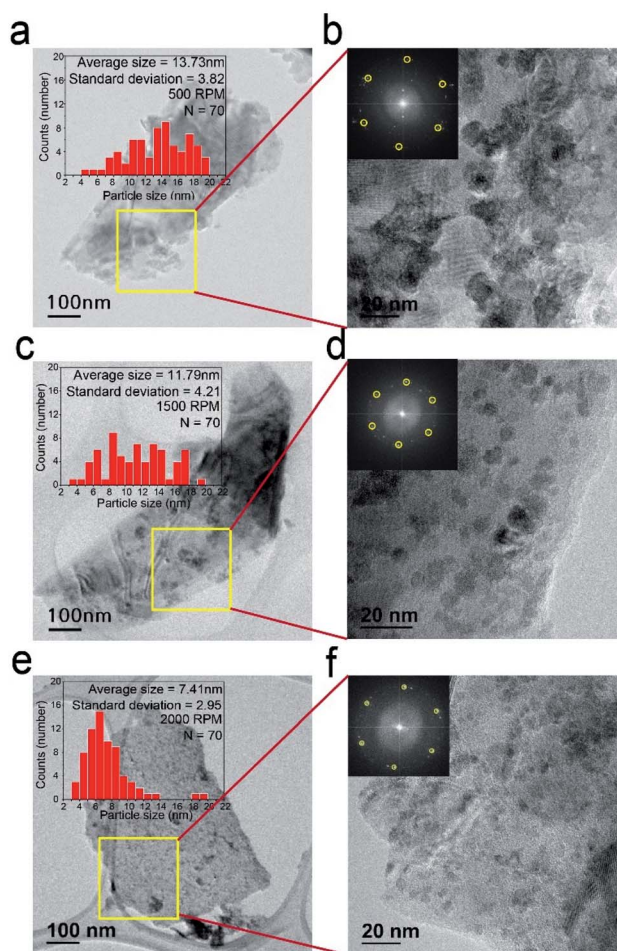 a
20
16
12
8
4
0
Counts (number)
Average size = 13.73nm
Standard deviation = 3.82
500 RPM
N = 70
2 4 6 8 10 12 14 16 18 20 22
Particle size (nm)
100nm
b
20 nm
c
20
16
12
8
4
0
Counts (number)
Average size = 11.79nm
Standard deviation = 4.21
1500 RPM
N = 70
2 4 6 8 10 12 14 16 18 20 22
Particle size (nm)
100nm
d
20 nm
e
20
16
12
8
4
0
Counts (number)
Average size = 7.41nm
Standard deviation = 2.95
2000 RPM
N = 70
2 4 6 8 10 12 14 16 18 20 22
Particle size (nm)
100 nm
f
20 nm